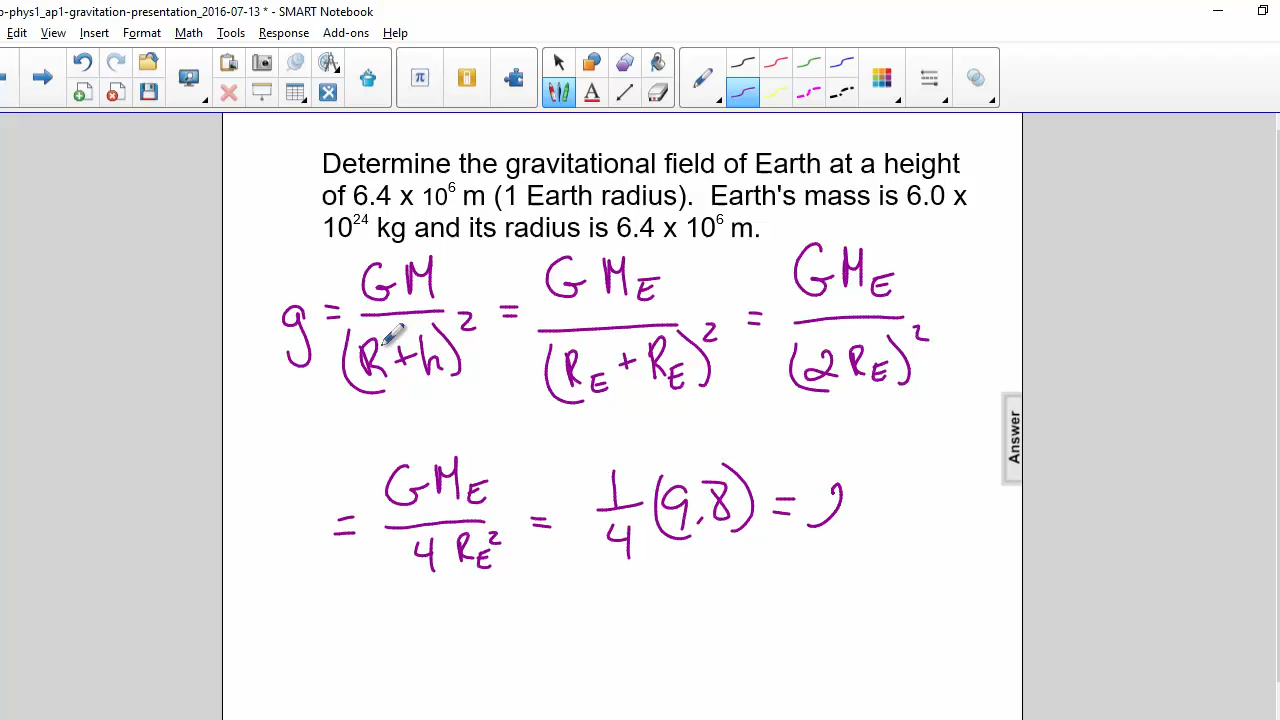 o-phys1_ap1-gravitation-presentation_2016-07-13 * - SMART Notebook
Edit View Insert Format Math Tools Response Add-ons Help
Determine the gravitational field of Earth at a height
of 6.4 x 10⁶ m (1 Earth radius). Earth's mass is 6.0 x
10²⁴ kg and its radius is 6.4 x 10⁶ m.
g = GM/(R+h)² = GM_E/(R_E + R_E)² = GM_E/(2R_E)²
= GM_E/4R_E² = 1/4 (9.8) =
Answer